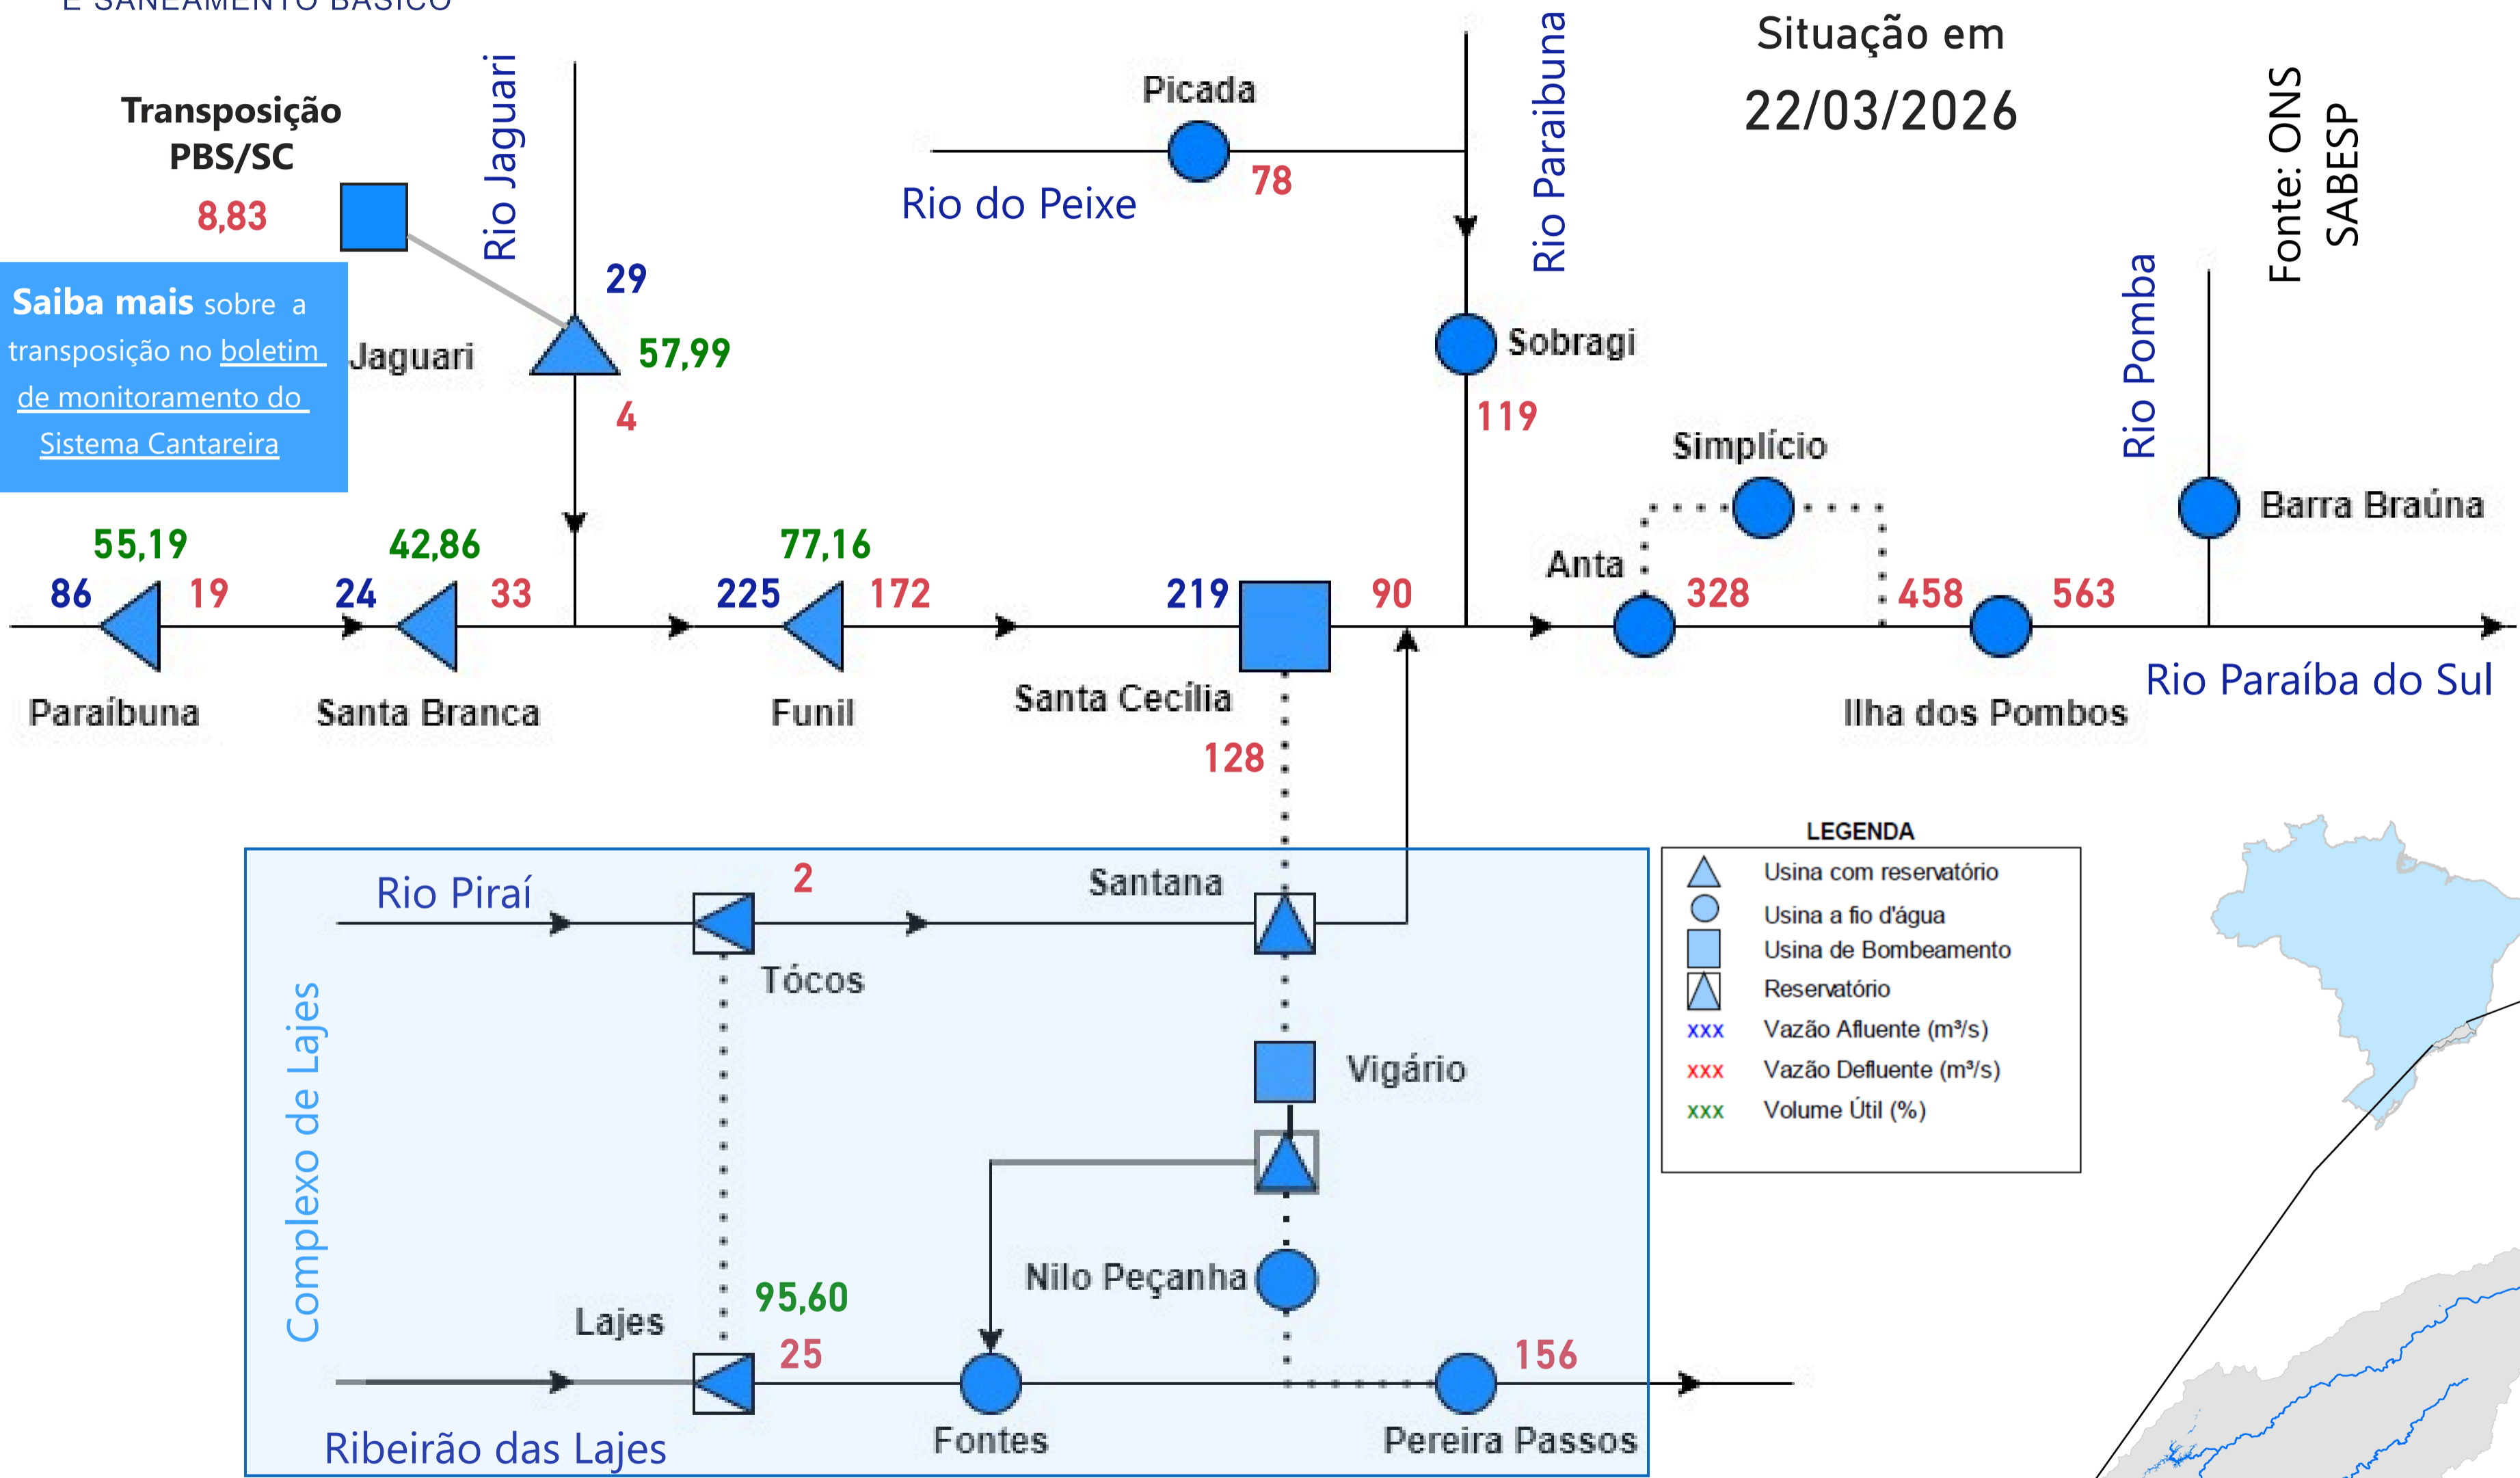 E SANEAMENTO BÁSICO
Situação em
22/03/2026
Fonte: ONS
SABESP
Transposição
PBS/SC
8,83
Rio Jaguari
Picada
78
Rio do Peixe
Rio Paraibuna
Saiba mais sobre a
transposição no boletim
de monitoramento do
Sistema Cantareira
29
Jaguari
57,99
4
Sobragi
119
Simplício
Rio Pomba
Barra Braúna
55,19
86
19
Paraíbuna
42,86
24
33
Santa Branca
77,16
225
172
Funil
219
90
Santa Cecília
128
Anta
328
458
563
Ilha dos Pombos
Rio Paraíba do Sul
Complexo de Lajes
Rio Piraí
2
Tócos
Santana
Vigário
Nilo Peçanha
95,60
Lajes
25
Fontes
156
Pereira Passos
Ribeirão das Lajes
LEGENDA
Usina com reservatório
Usina a fio d'água
Usina de Bombeamento
Reservatório
xxx Vazão Afluente (m³/s)
xxx Vazão Defluente (m³/s)
xxx Volume Útil (%)